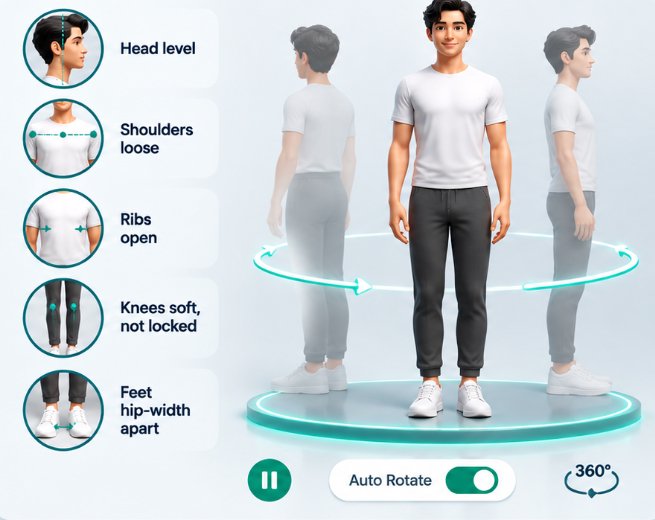 Head level
Shoulders
loose
Ribs
open
Knees soft,
not locked
Feet
hip-width
apart
Auto Rotate
360°